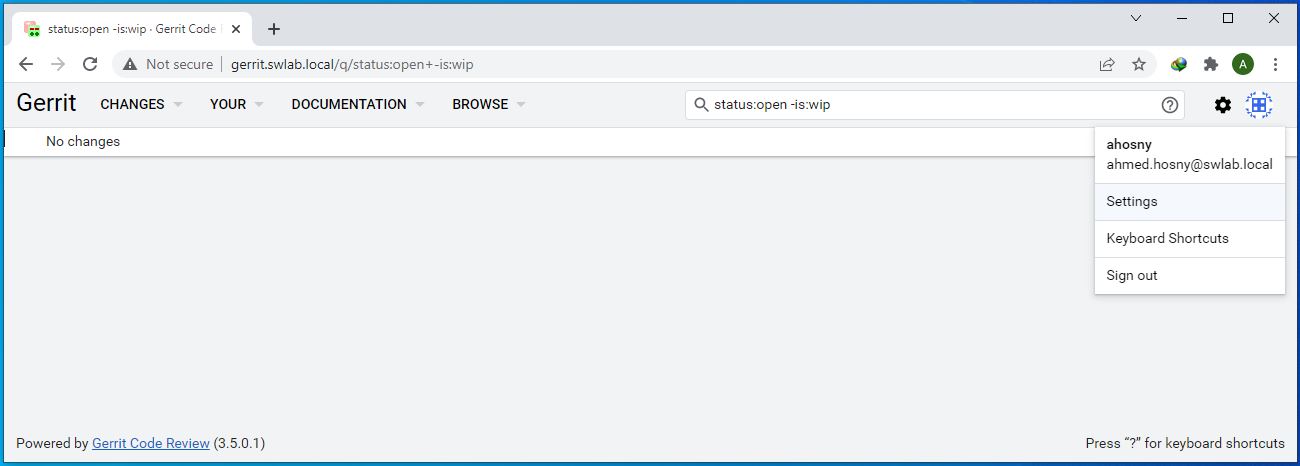 status:open -is:wip · Gerrit Code
Not secure | gerrit.swlab.local/q/status:open+-is:wip
A
Gerrit CHANGES YOUR DOCUMENTATION BROWSE status:open -is:wip
No changes
ahosny
ahmed.hosny@swlab.local
Settings
Keyboard Shortcuts
Sign out
Powered by Gerrit Code Review (3.5.0.1)
Press “?” for keyboard shortcuts